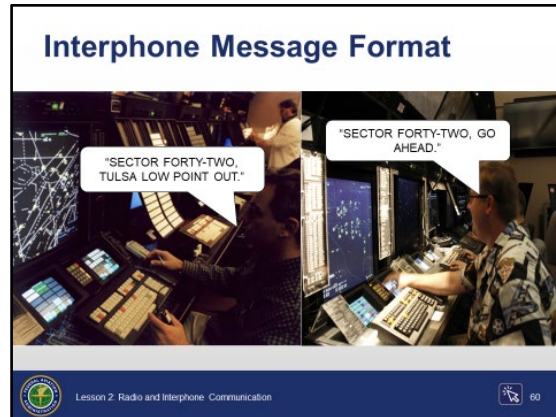 Interphone Message Format
“SECTOR FORTY-TWO,
TULSA LOW POINT OUT.”
“SECTOR FORTY-TWO, GO
AHEAD.”
Lesson 2: Radio and Interphone Communication
60